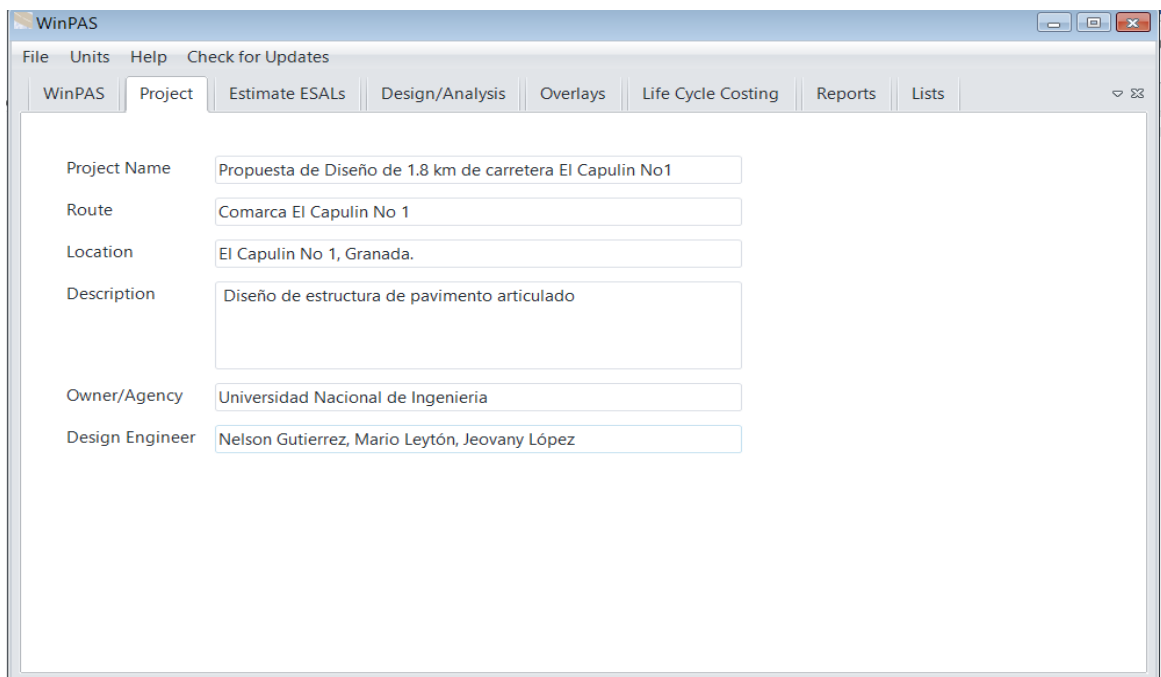 WinPAS
File Units Help Check for Updates
WinPAS Project Estimate ESALs Design/Analysis Overlays Life Cycle Costing Reports Lists
Project Name Propuesta de Diseño de 1.8 km de carretera El Capulin No1
Route Comarca El Capulin No 1
Location El Capulin No 1, Granada.
Description Diseño de estructura de pavimento articulado
Owner/Agency Universidad Nacional de Ingenieria
Design Engineer Nelson Gutierrez, Mario Leytón, Jeovany López